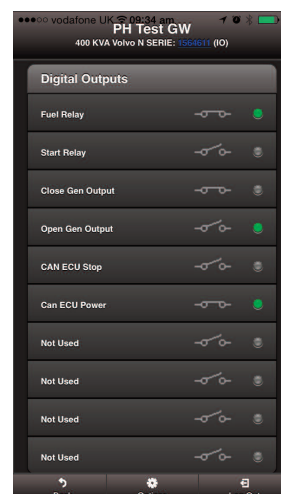 vodafone UK 09:34 am
PH Test GW
400 KVA Volvo N SERIE: 1564611 (IO)
Digital Outputs
Fuel Relay
Start Relay
Close Gen Output
Open Gen Output
CAN ECU Stop
Can ECU Power
Not Used
Not Used
Not Used
Not Used